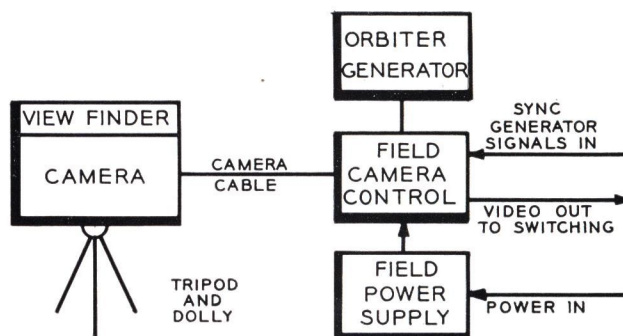 ORBITER
GENERATOR
VIEW FINDER
CAMERA
CAMERA
CABLE
FIELD
CAMERA
CONTROL
SYNC
GENERATOR
SIGNALS IN
VIDEO OUT
TO SWITCHING
TRIPOD
AND
DOLLY
FIELD
POWER
SUPPLY
POWER IN